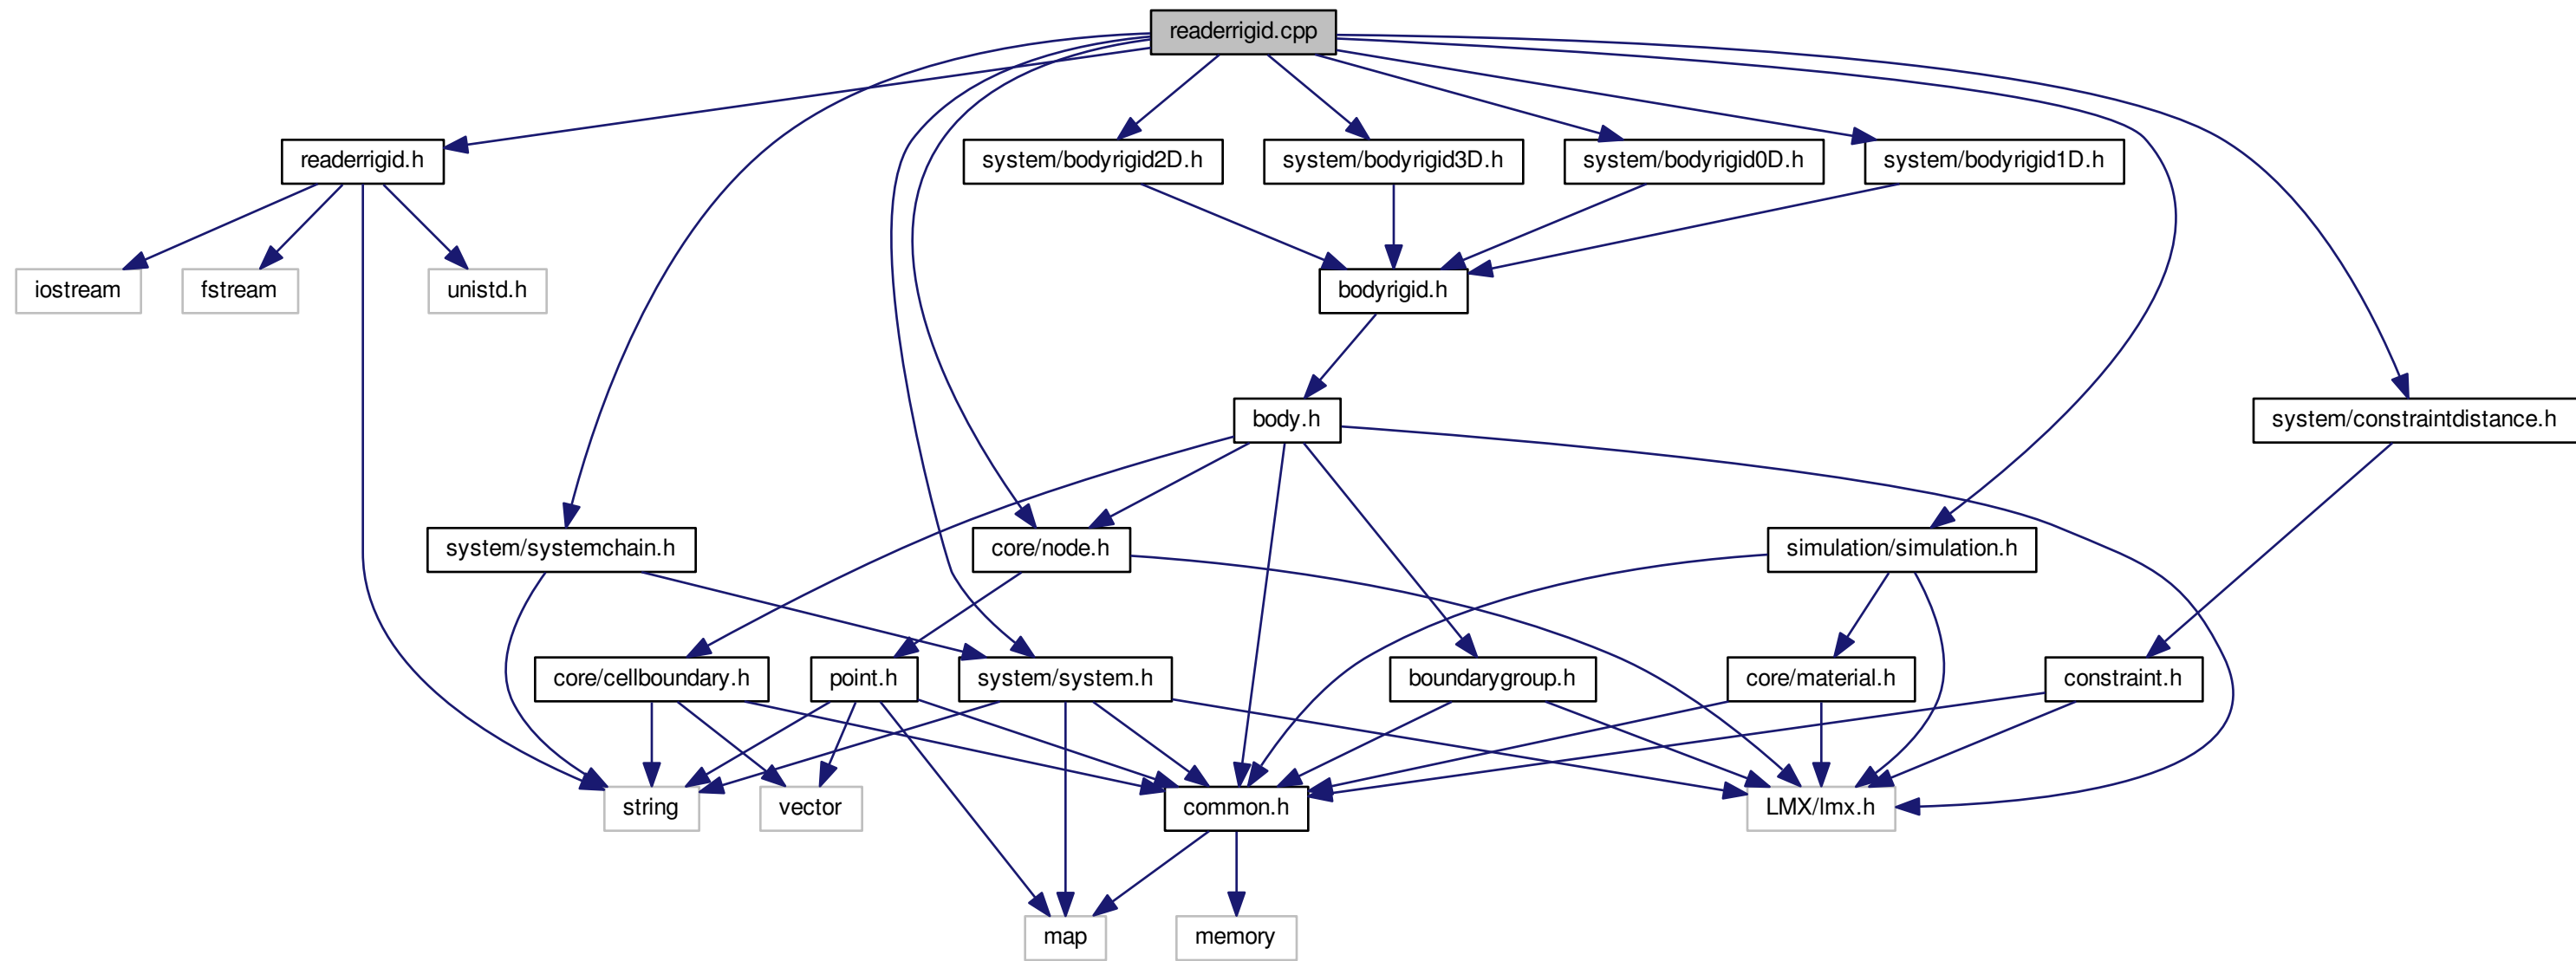 readerrigid.cpp
readerrigid.h
system/bodyrigid2D.h
system/bodyrigid3D.h
system/bodyrigid0D.h
system/bodyrigid1D.h
iostream
fstream
unistd.h
bodyrigid.h
body.h
system/constraintdistance.h
system/systemchain.h
core/node.h
simulation/simulation.h
core/cellboundary.h
point.h
system/system.h
boundarygroup.h
core/material.h
constraint.h
string
vector
common.h
LMX/lmx.h
map
memory